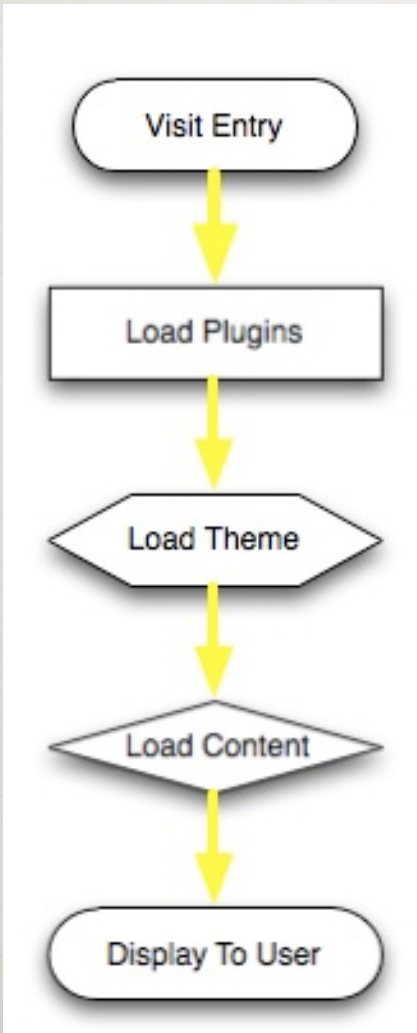 Visit Entry
Load Plugins
Load Theme
Load Content
Display To User